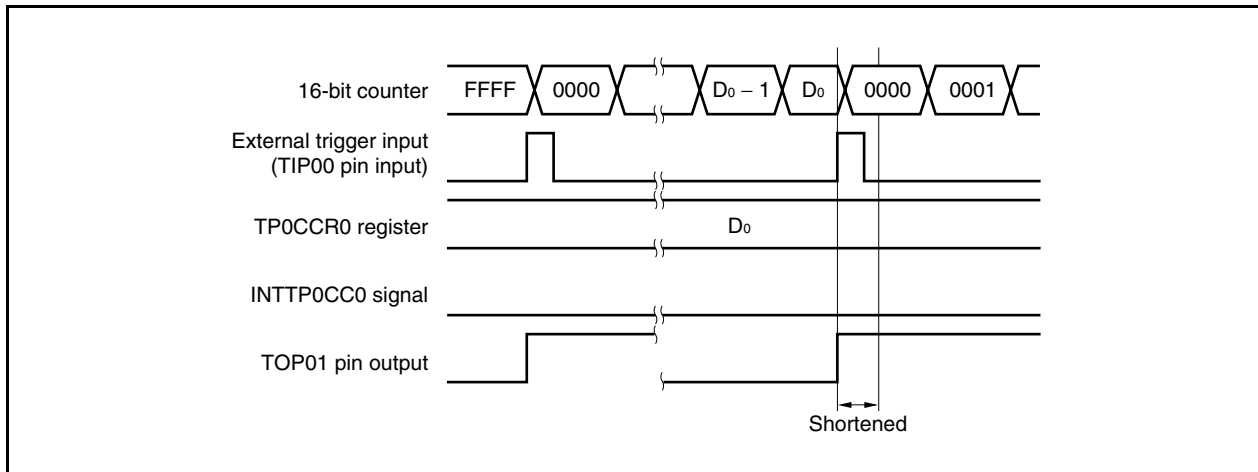 16-bit counter FFFF 0000 D0 – 1 D0 0000 0001
External trigger input
(TIP00 pin input)
TP0CCR0 register D0
INTTP0CC0 signal
TOP01 pin output
Shortened